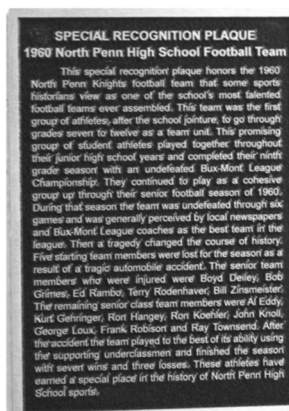 SPECIAL RECOGNITION PLAQUE
1960 North Penn High School Football Team
This special recognition plaque honors the 1960
North Penn Knights football team that some sports
historians view as one of the school's most talented
football teams ever assembled. This team was the first
group of athletes, after the school jointure, to go through
grades seven to twelve as a team unit. This promising
group of student athletes played together throughout
their junior high school years and completed their ninth
grade season with an undefeated Bux-Mont League
Championship. They continued to play as a cohesive
group up through their senior football season of 1960.
During that season the team was undefeated through six
games and was generally perceived by local newspapers
and Bux-Mont League coaches as the best team in the
league. Then a tragedy changed the course of history.
Five starting team members were lost for the season as a
result of a tragic automobile accident. The senior team
members who were injured were Boyd Deiley, Bob
Grimes, Ed Rambo, Terry Rodenhaver, Bill Zinsmeister.
The remaining senior class team members were Al Eddy,
Kurt Gehringer, Ron Hangey, Ron Koehler, John Knoll,
George Loux, Frank Robison and Ray Townsend. After
the accident the team played to the best of its ability using
the supporting underclassmen and finished the season
with seven wins and three losses. These athletes have
earned a special place in the history of North Penn High
School sports.